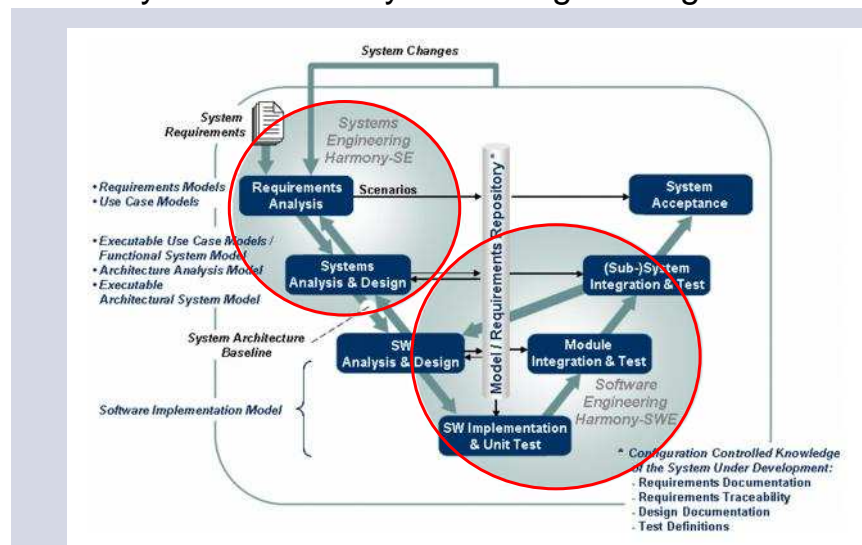 System Changes
System
Requirements
Systems
Engineering
Harmony-SE
• Requirements Models
• Use Case Models
Requirements
Analysis
Scenarios
System
Acceptance
• Executable Use Case Models /
Functional System Model
• Architecture Analysis Model
• Executable
Architectural System Model
Systems
Analysis & Design
Model / Requirements Repository *
(Sub-)System
Integration & Test
System Architecture
Baseline
SW
Analysis & Design
Module
Integration & Test
Software Implementation Model
Software
Engineering
Harmony-SWE
SW Implementation
& Unit Test
* Configuration Controlled Knowledge
of the System Under Development:
- Requirements Documentation
- Requirements Traceability
- Design Documentation
- Test Definitions